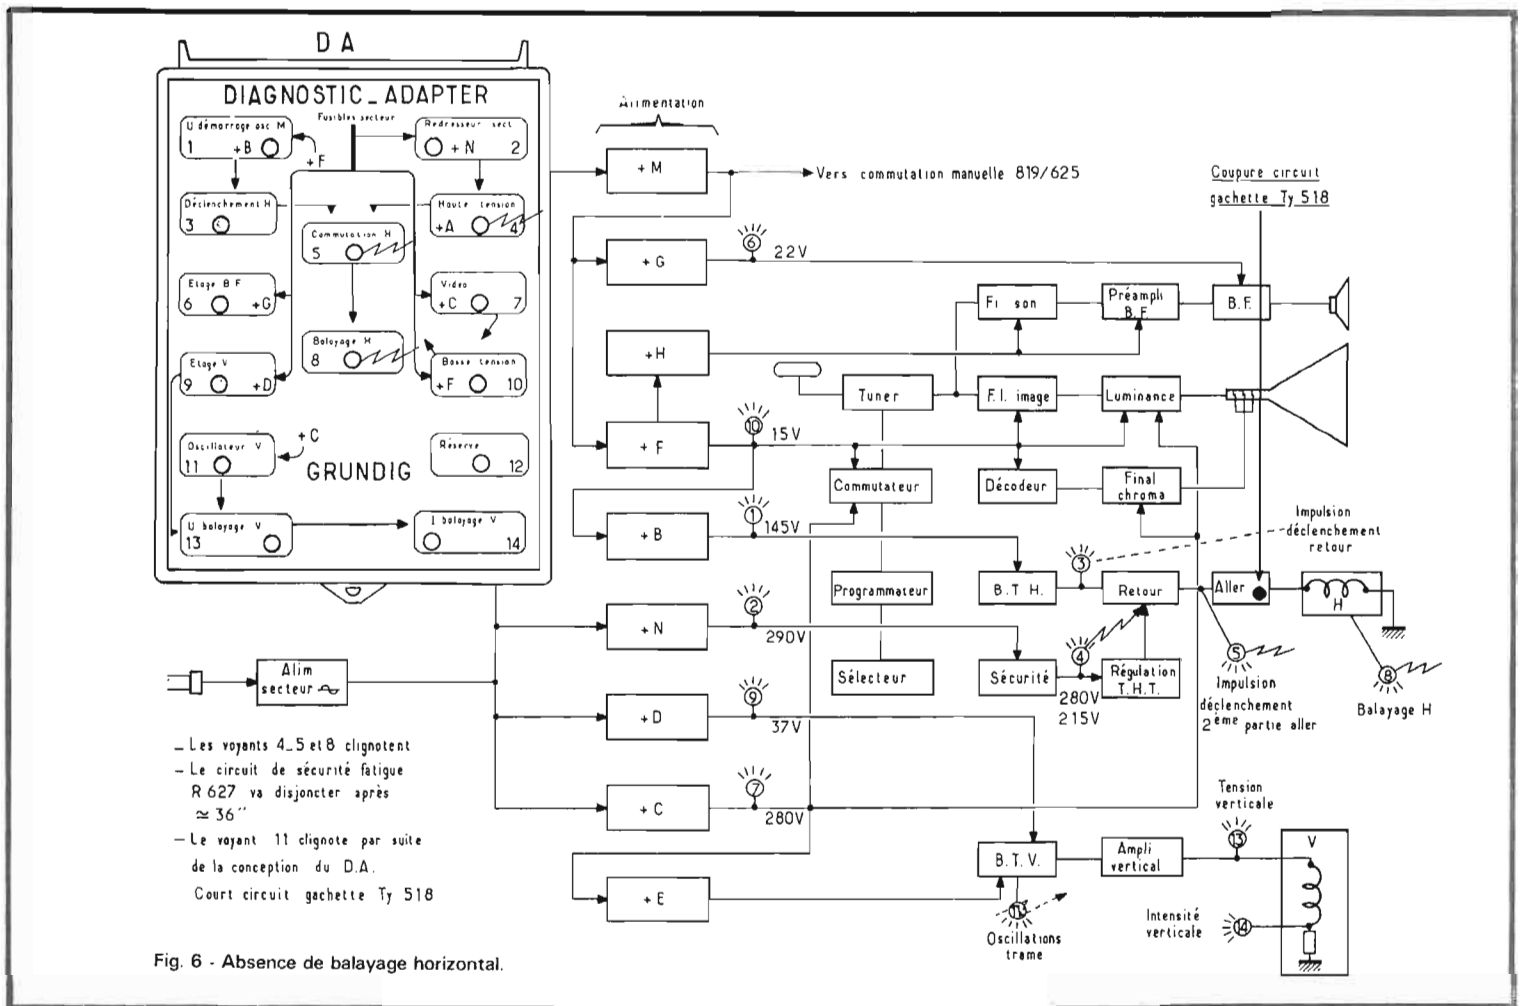 D A
DIAGNOSTIC_ADAPTER
Fusibles secteur
U démarrage osc M
1 +B
+F
Redresseur sect
+N 2
Déclenchement H
3
Haute tension
+A 4
Commutation H
5
Etage B F
6 +G
Video
+C 7
Balayage H
8
Etage V
9 +D
Basse tension
+F 10
Oscillateur V
11
+C
GRUNDIG
Réserve
12
U balayage V
13
I balayage V
14
Alim
secteur
_ Les voyants 4_5 et 8 clignotent
_ Le circuit de sécurité fatigue
R 627 va disjoncter après
≃ 36"
_ Le voyant 11 clignote par suite
de la conception du D.A.
Court circuit gachette Ty 518
Alimentation
+ M
Vers commutation manuelle 819/625
+ G
6
22V
+ H
+ F
10
15V
+ B
1
145V
+ N
2
290V
+ D
9
37V
+ C
7
280V
+ E
Coupure circuit
gachette Ty 518
Fi son
Préampli
B.F.
B.F.
Tuner
F.I. image
Luminance
Commutateur
Décodeur
Final
chroma
Programmateur
Sélecteur
B.T H.
3
Impulsion
déclenchement
retour
Retour
Aller
H
Sécurité
4
280V
215V
Régulation
T.H.T.
5
Impulsion
déclenchement
2ème partie aller
8
Balayage H
B.T.V.
Oscillations
trame
Ampli
vertical
Tension
verticale
13
V
Intensité
verticale
14
Fig. 6 - Absence de balayage horizontal.